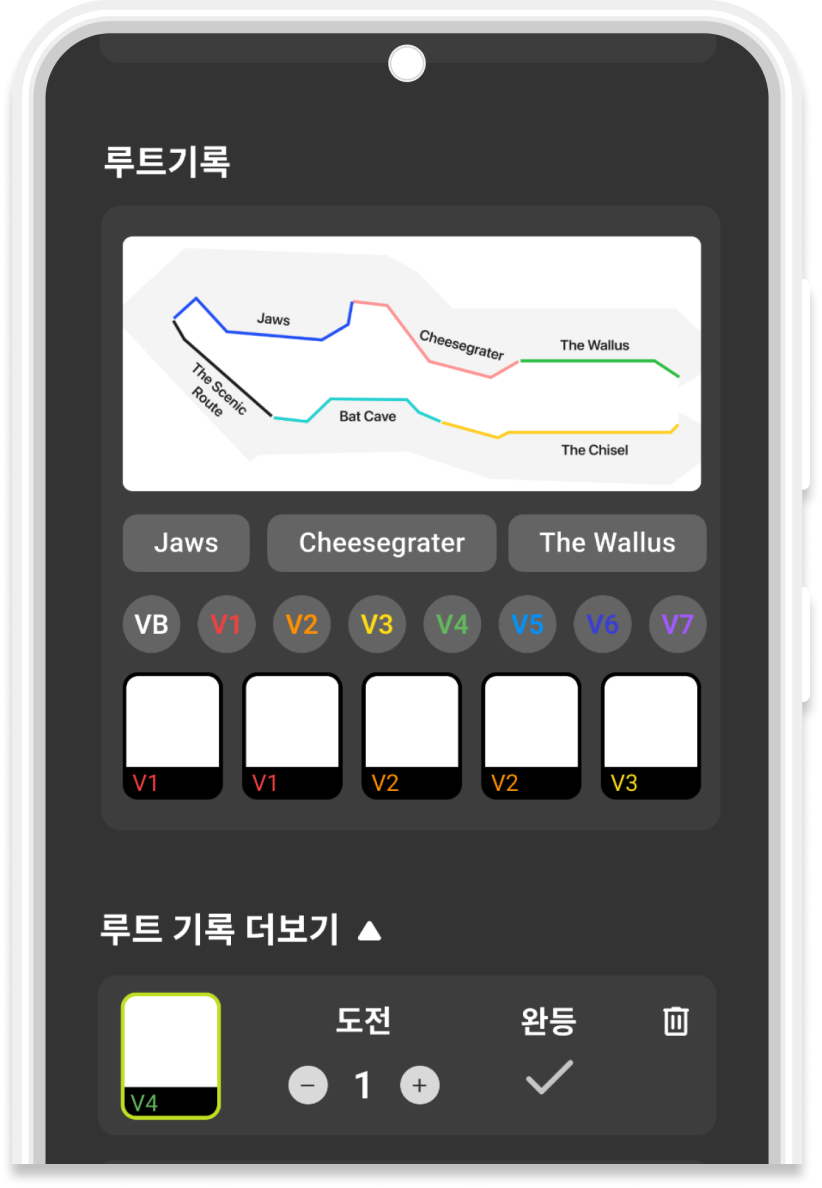 루트기록
Jaws
Cheesegrater
The Wallus
The Scenic
Route
Bat Cave
The Chisel
Jaws Cheesegrater The Wallus
VB V1 V2 V3 V4 V5 V6 V7
V1 V1 V2 V2 V3
루트 기록 더보기
도전 완등
1
V4